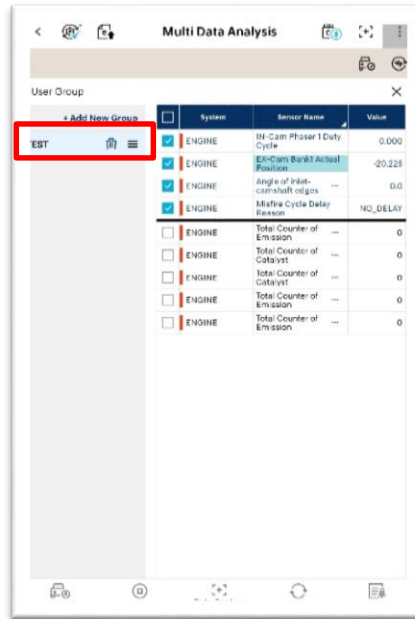 Multi Data Analysis
User Group
+ Add New Group
System Sensor Name Value
TEST
ENGINE IN-Cam Phaser 1 Duty Cycle 0.000
ENGINE EX-Cam Bank1 Actual Position -20.225
ENGINE Angle of inlet-camshaft edges ... 0.0
ENGINE Misfire Cycle Delay Reason NO_DELAY
ENGINE Total Counter of Emission ... 0
ENGINE Total Counter of Catalyst ... 0
ENGINE Total Counter of Catalyst ... 0
ENGINE Total Counter of Emission ... 0
ENGINE Total Counter of Emission ... 0